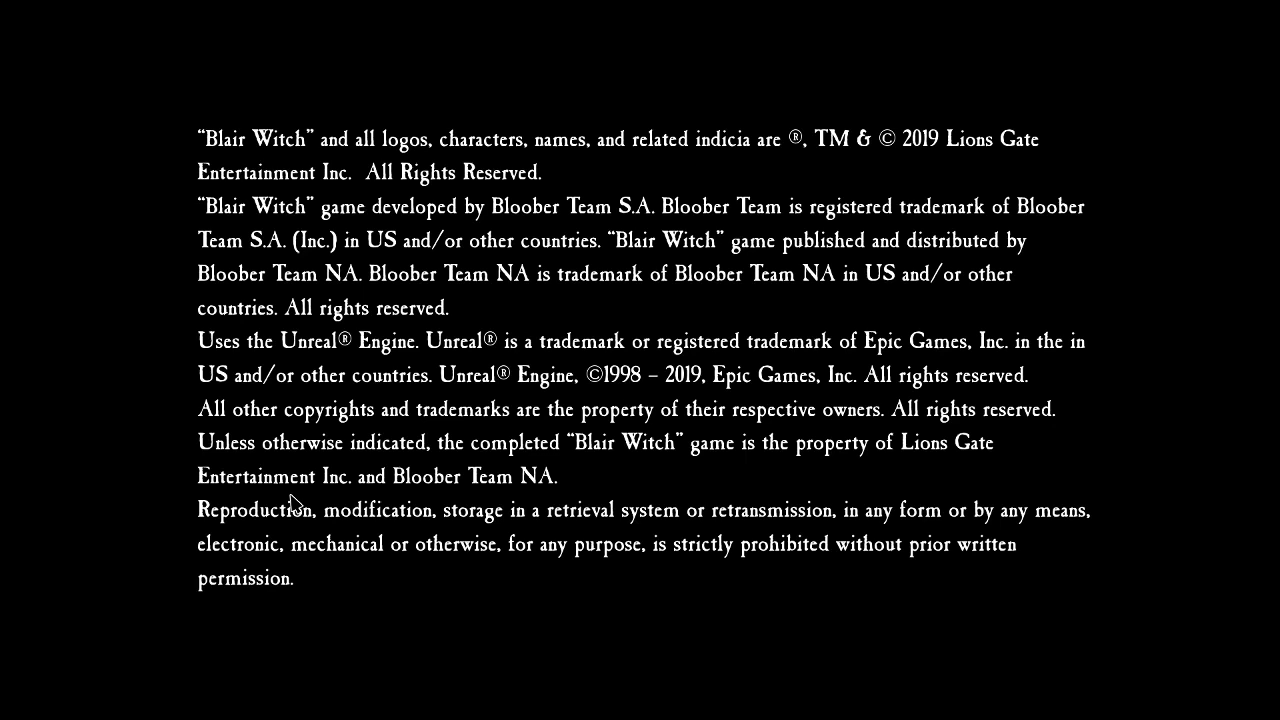 “Blair Witch” and all logos, characters, names, and related indicia are ®, TM & © 2019 Lions Gate
Entertainment Inc.  All Rights Reserved.
“Blair Witch” game developed by Bloober Team S.A. Bloober Team is registered trademark of Bloober
Team S.A. (Inc.) in US and/or other countries. “Blair Witch” game published and distributed by
Bloober Team NA. Bloober Team NA is trademark of Bloober Team NA in US and/or other
countries. All rights reserved.
Uses the Unreal® Engine. Unreal® is a trademark or registered trademark of Epic Games, Inc. in the in
US and/or other countries. Unreal® Engine, ©1998 – 2019, Epic Games, Inc. All rights reserved.
All other copyrights and trademarks are the property of their respective owners. All rights reserved.
Unless otherwise indicated, the completed “Blair Witch” game is the property of Lions Gate
Entertainment Inc. and Bloober Team NA.
Reproduction, modification, storage in a retrieval system or retransmission, in any form or by any means,
electronic, mechanical or otherwise, for any purpose, is strictly prohibited without prior written
permission.